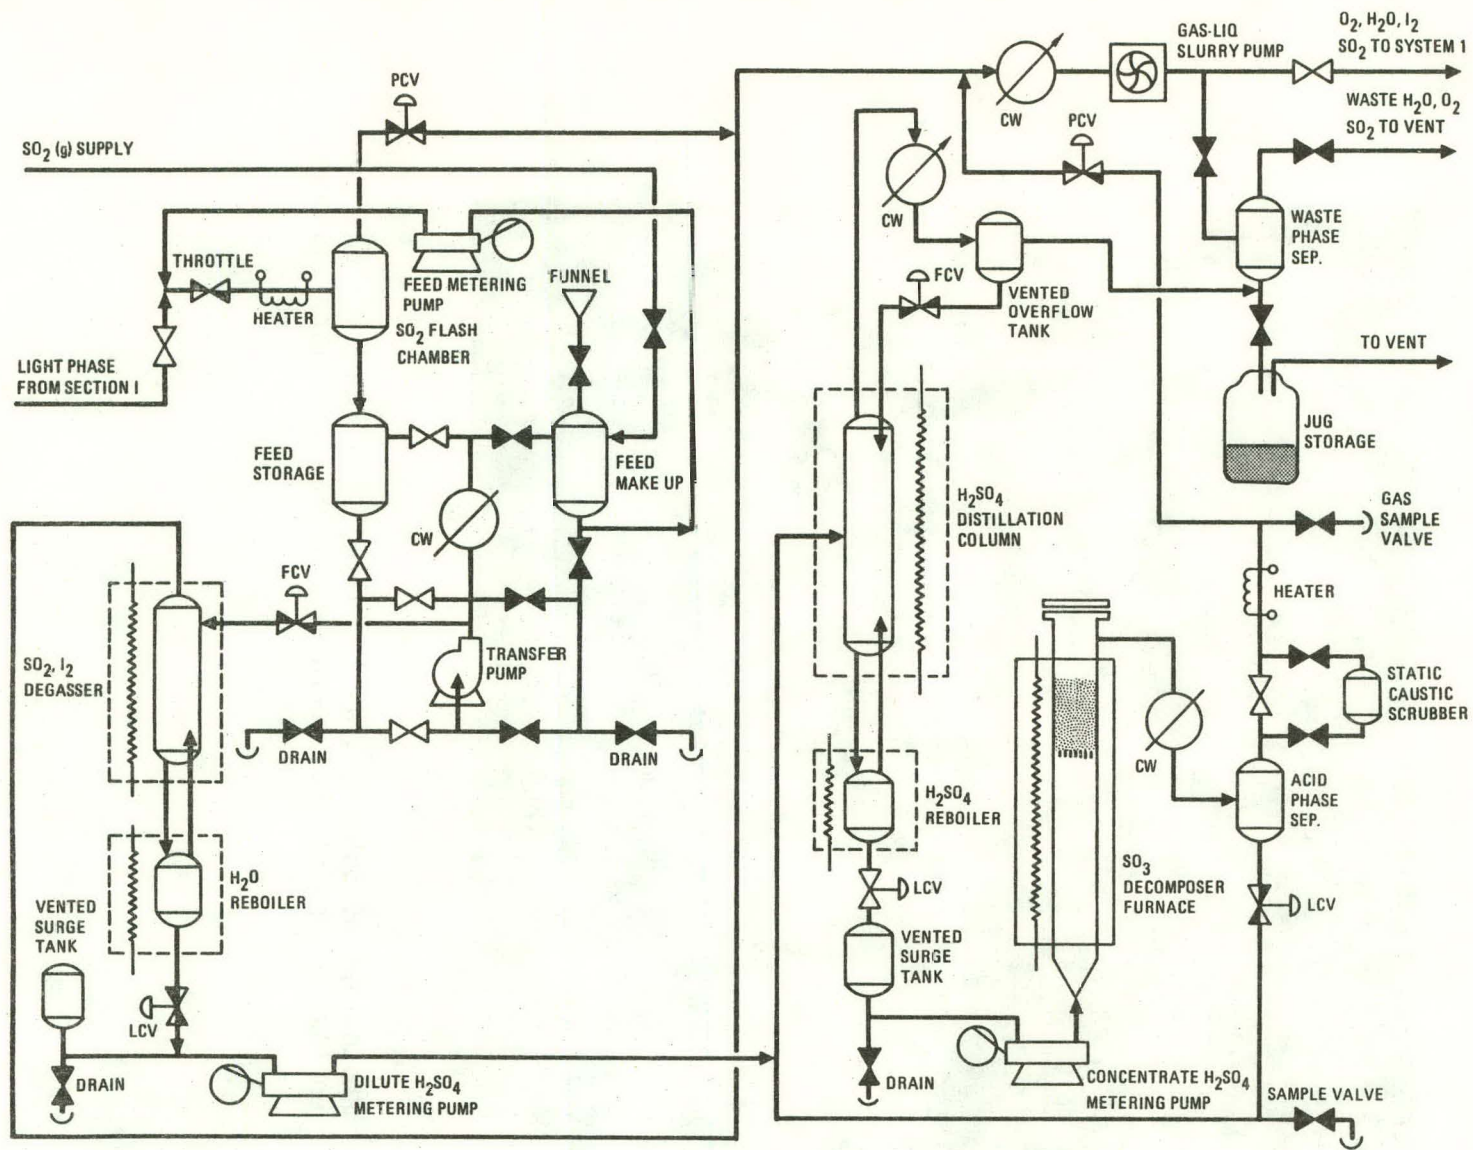 GAS-LIQ
SLURRY PUMP
O₂, H₂O, I₂
SO₂ TO SYSTEM 1
WASTE H₂O, O₂
SO₂ TO VENT
PCV
CW
PCV
SO₂ (g) SUPPLY
CW
WASTE
PHASE
SEP.
THROTTLE
HEATER
FEED METERING
PUMP
FUNNEL
FCV
VENTED
OVERFLOW
TANK
SO₂ FLASH
CHAMBER
LIGHT PHASE
FROM SECTION I
TO VENT
JUG
STORAGE
FEED
STORAGE
FEED
MAKE UP
H₂SO₄
DISTILLATION
COLUMN
GAS
SAMPLE
VALVE
CW
FCV
HEATER
SO₂, I₂
DEGASSER
TRANSFER
PUMP
STATIC
CAUSTIC
SCRUBBER
DRAIN
DRAIN
CW
ACID
PHASE
SEP.
H₂SO₄
REBOILER
H₂O
REBOILER
SO₃
DECOMPOSER
FURNACE
LCV
LCV
VENTED
SURGE
TANK
VENTED
SURGE
TANK
LCV
DRAIN
DILUTE H₂SO₄
METERING PUMP
DRAIN
CONCENTRATE H₂SO₄
METERING PUMP
SAMPLE VALVE